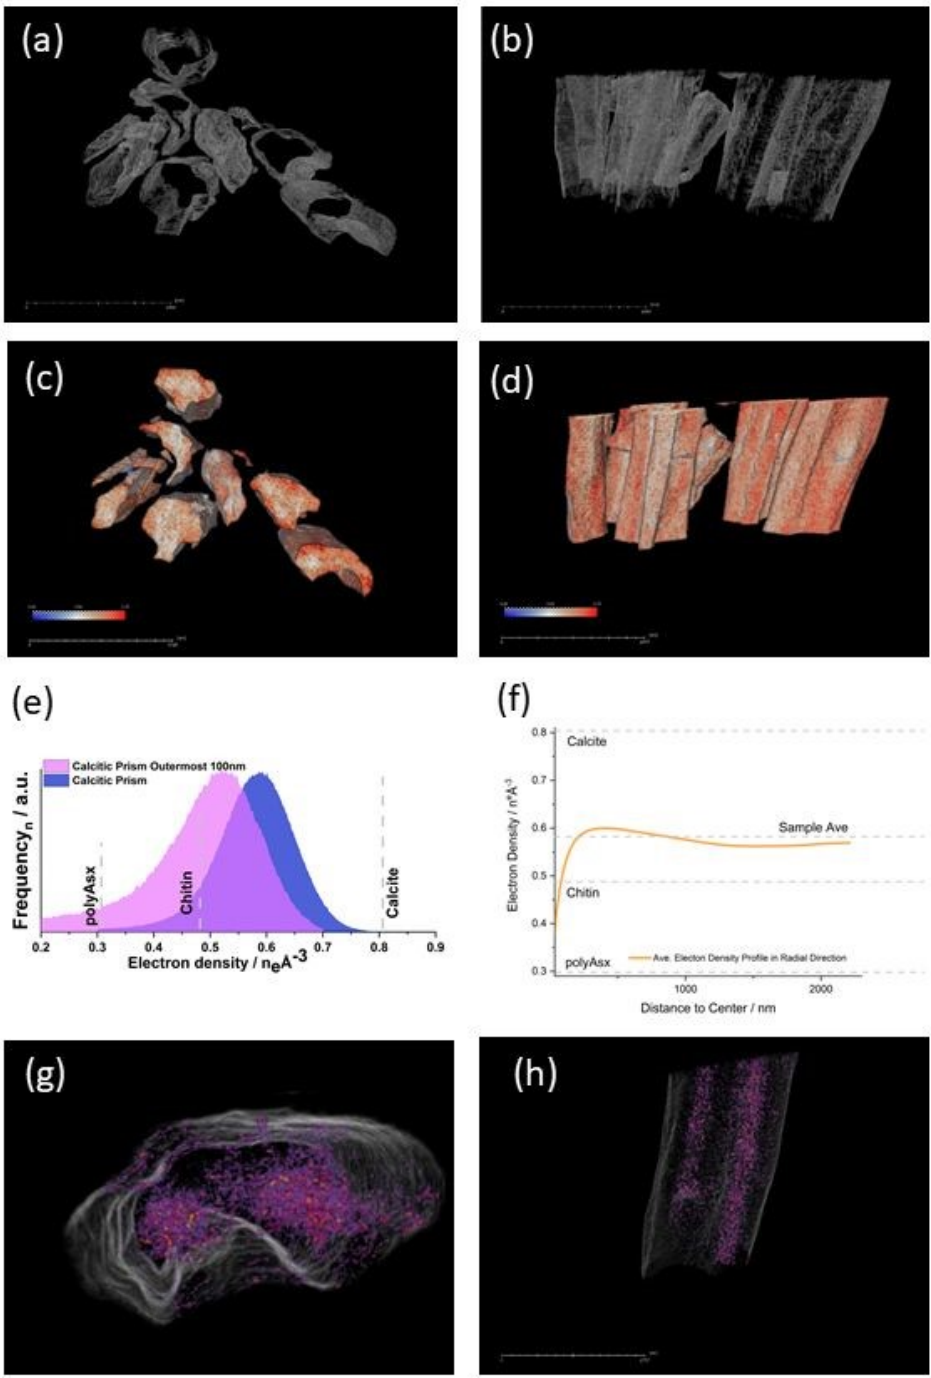 (a)
(b)
(c)
(d)
(e)
Calcitic Prism Outermost 100nm
Calcitic Prism
Frequencyn / a.u.
polyAsx
Chitin
Calcite
0.2 0.3 0.4 0.5 0.6 0.7 0.8 0.9
Electron density / neÅ-3
(f)
0.8
0.7
0.6
0.5
0.4
0.3
Electron Density / n*Å-3
Calcite
Sample Ave
Chitin
polyAsx
Ave. Electon Density Profile in Radial Direction
1000 2000
Distance to Center / nm
(g)
(h)